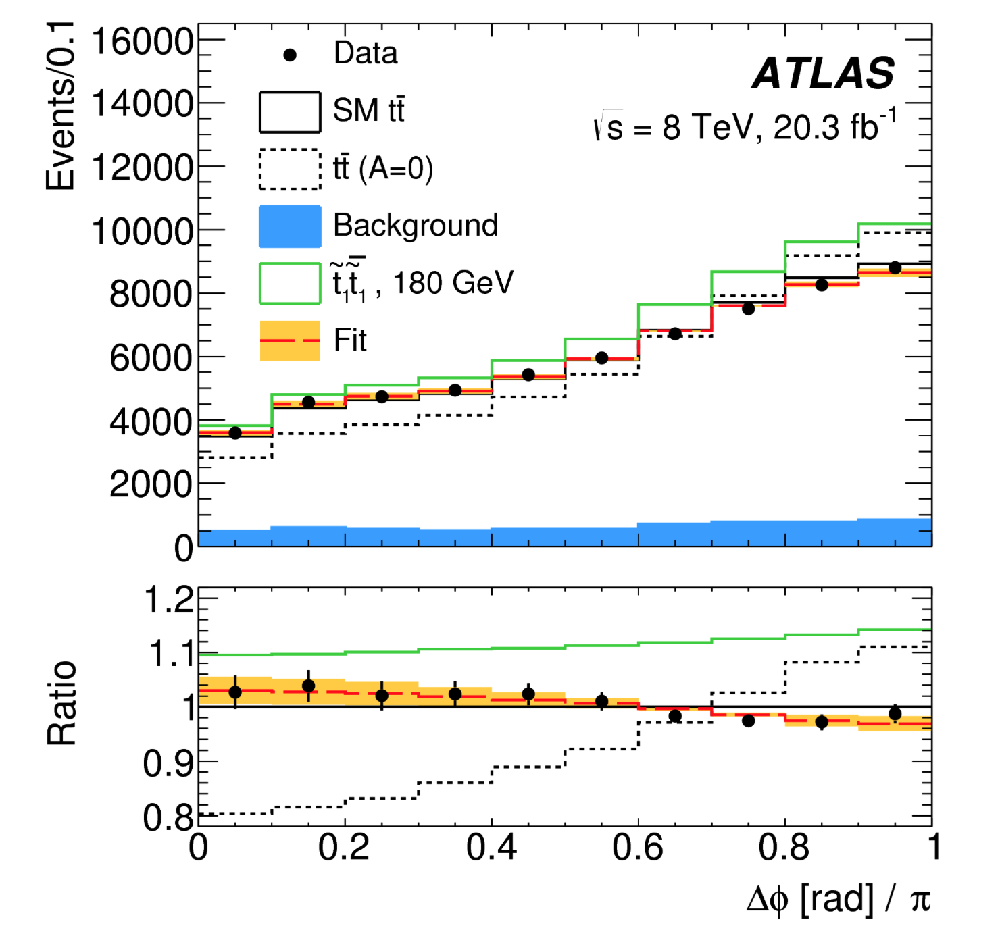 Events/0.1
16000
14000
12000
10000
8000
6000
4000
2000
0
Data
SM tt̄
tt̄ (A=0)
Background
t̃₁t̃̄₁, 180 GeV
Fit
ATLAS
√s = 8 TeV, 20.3 fb⁻¹
Ratio
1.2
1.1
1
0.9
0.8
0 0.2 0.4 0.6 0.8 1
Δϕ [rad] / π